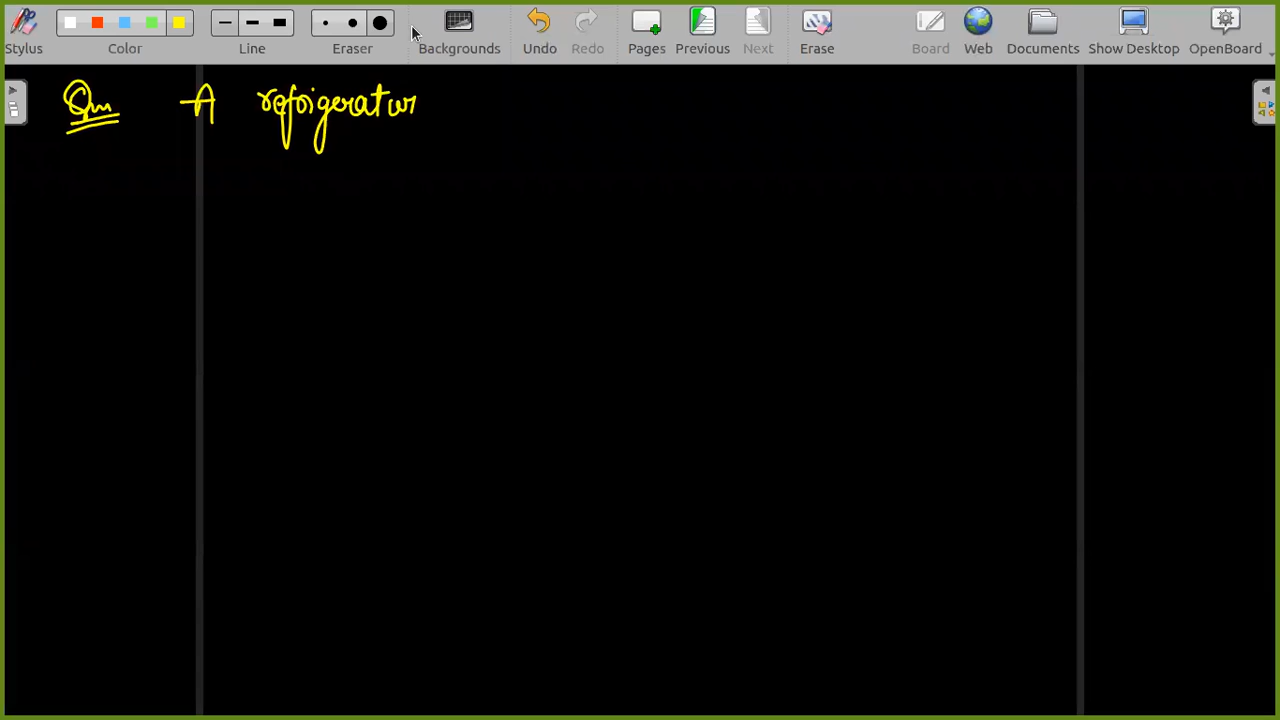 Stylus Color Line Eraser Backgrounds Undo Redo Pages Previous Next Erase Board Web Documents Show Desktop OpenBoard
Qn A refrigerator